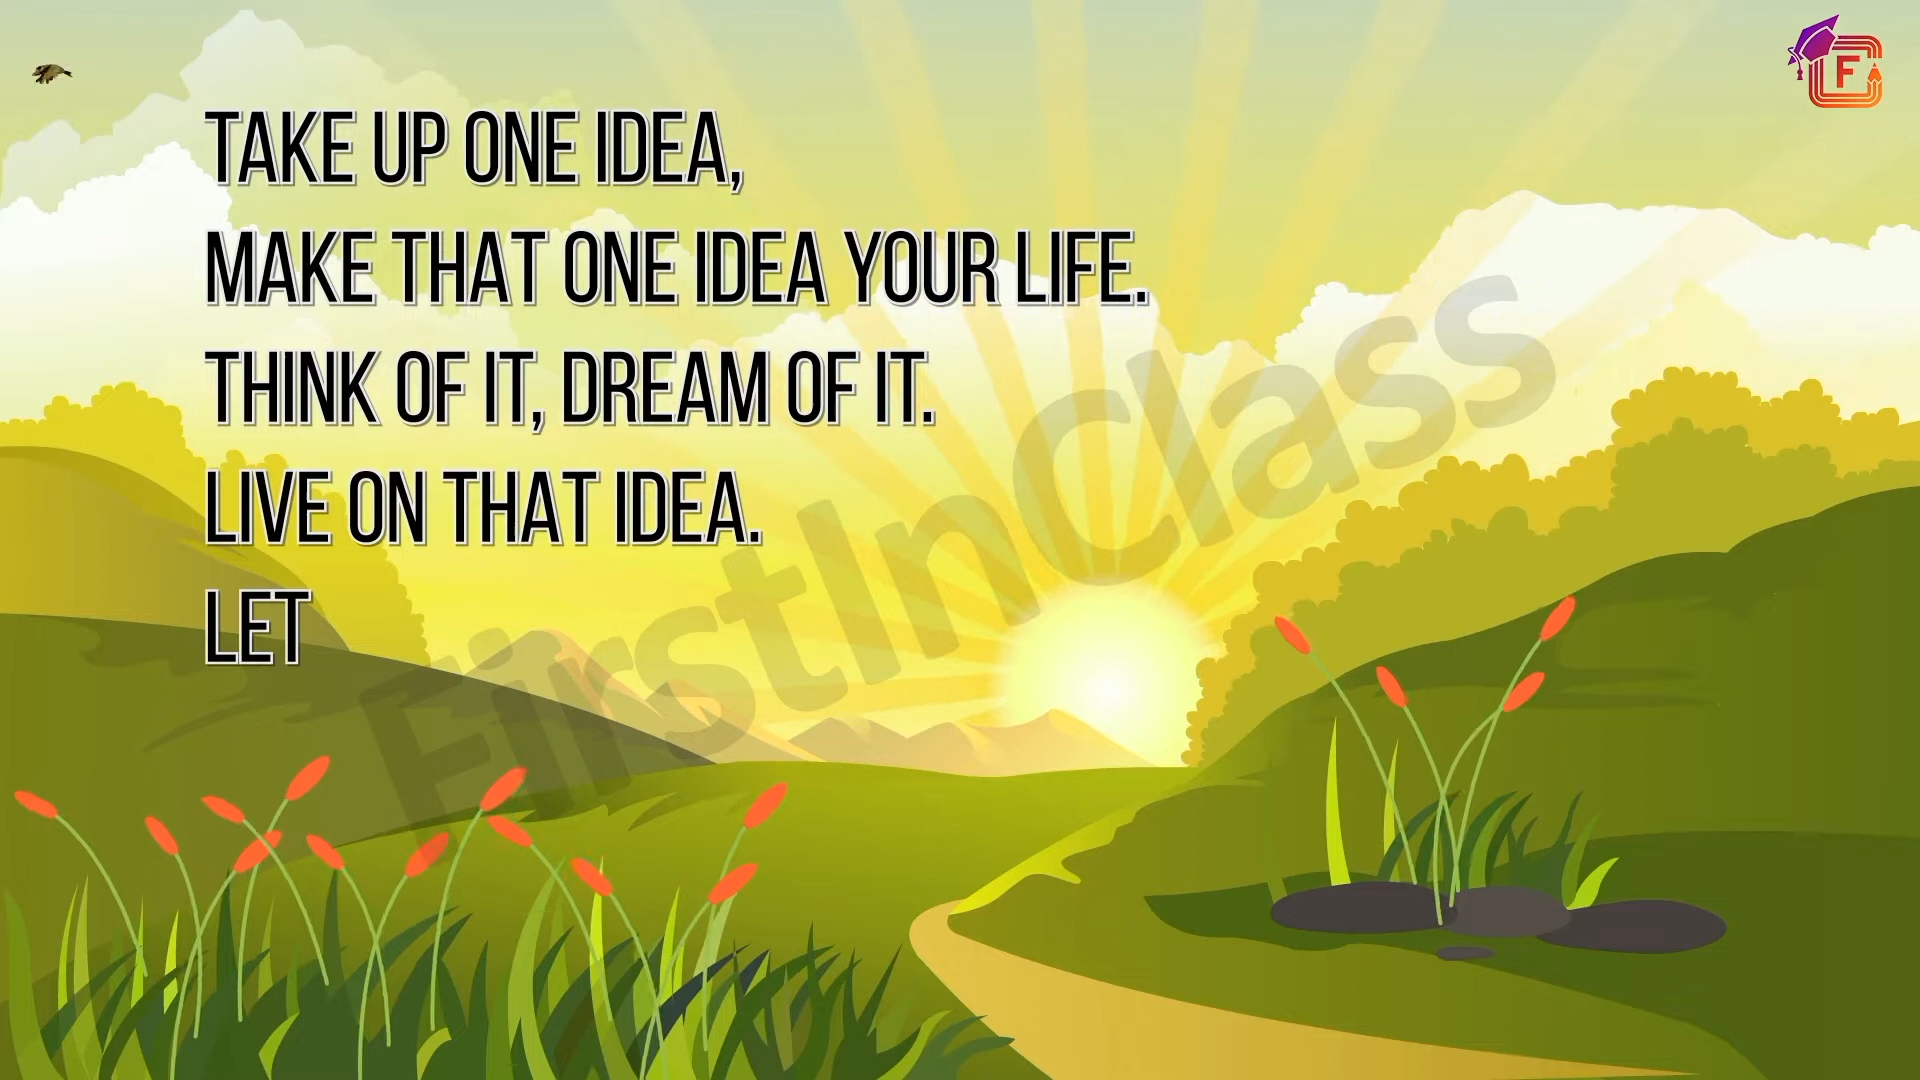 F
TAKE UP ONE IDEA,
MAKE THAT ONE IDEA YOUR LIFE.
THINK OF IT, DREAM OF IT.
LIVE ON THAT IDEA.
LET
FirstInClass